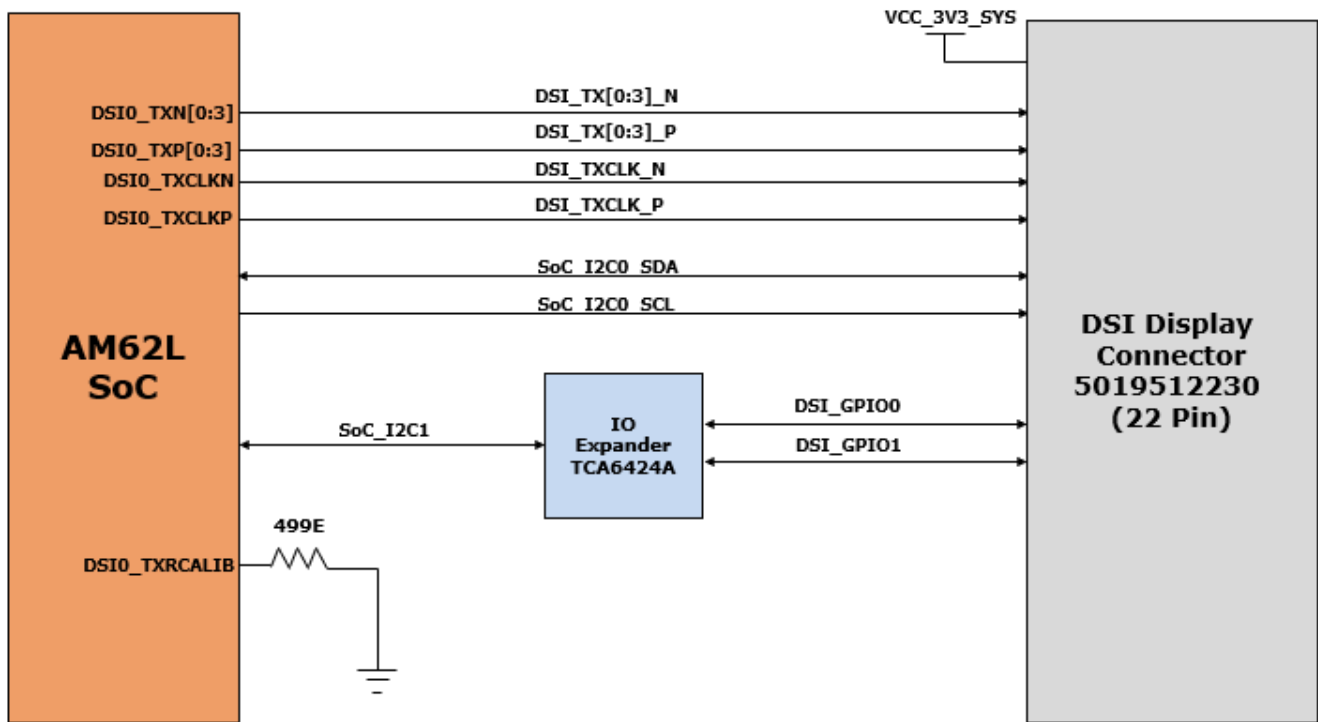 VCC_3V3_SYS
DSI0_TXN[0:3]
DSI_TX[0:3]_N
DSI0_TXP[0:3]
DSI_TX[0:3]_P
DSI0_TXCLKN
DSI_TXCLK_N
DSI0_TXCLKP
DSI_TXCLK_P
SoC_I2C0_SDA
SoC_I2C0_SCL
AM62L
SoC
DSI Display
Connector
5019512230
(22 Pin)
SoC_I2C1
IO
Expander
TCA6424A
DSI_GPIO0
DSI_GPIO1
499E
DSI0_TXRCALIB